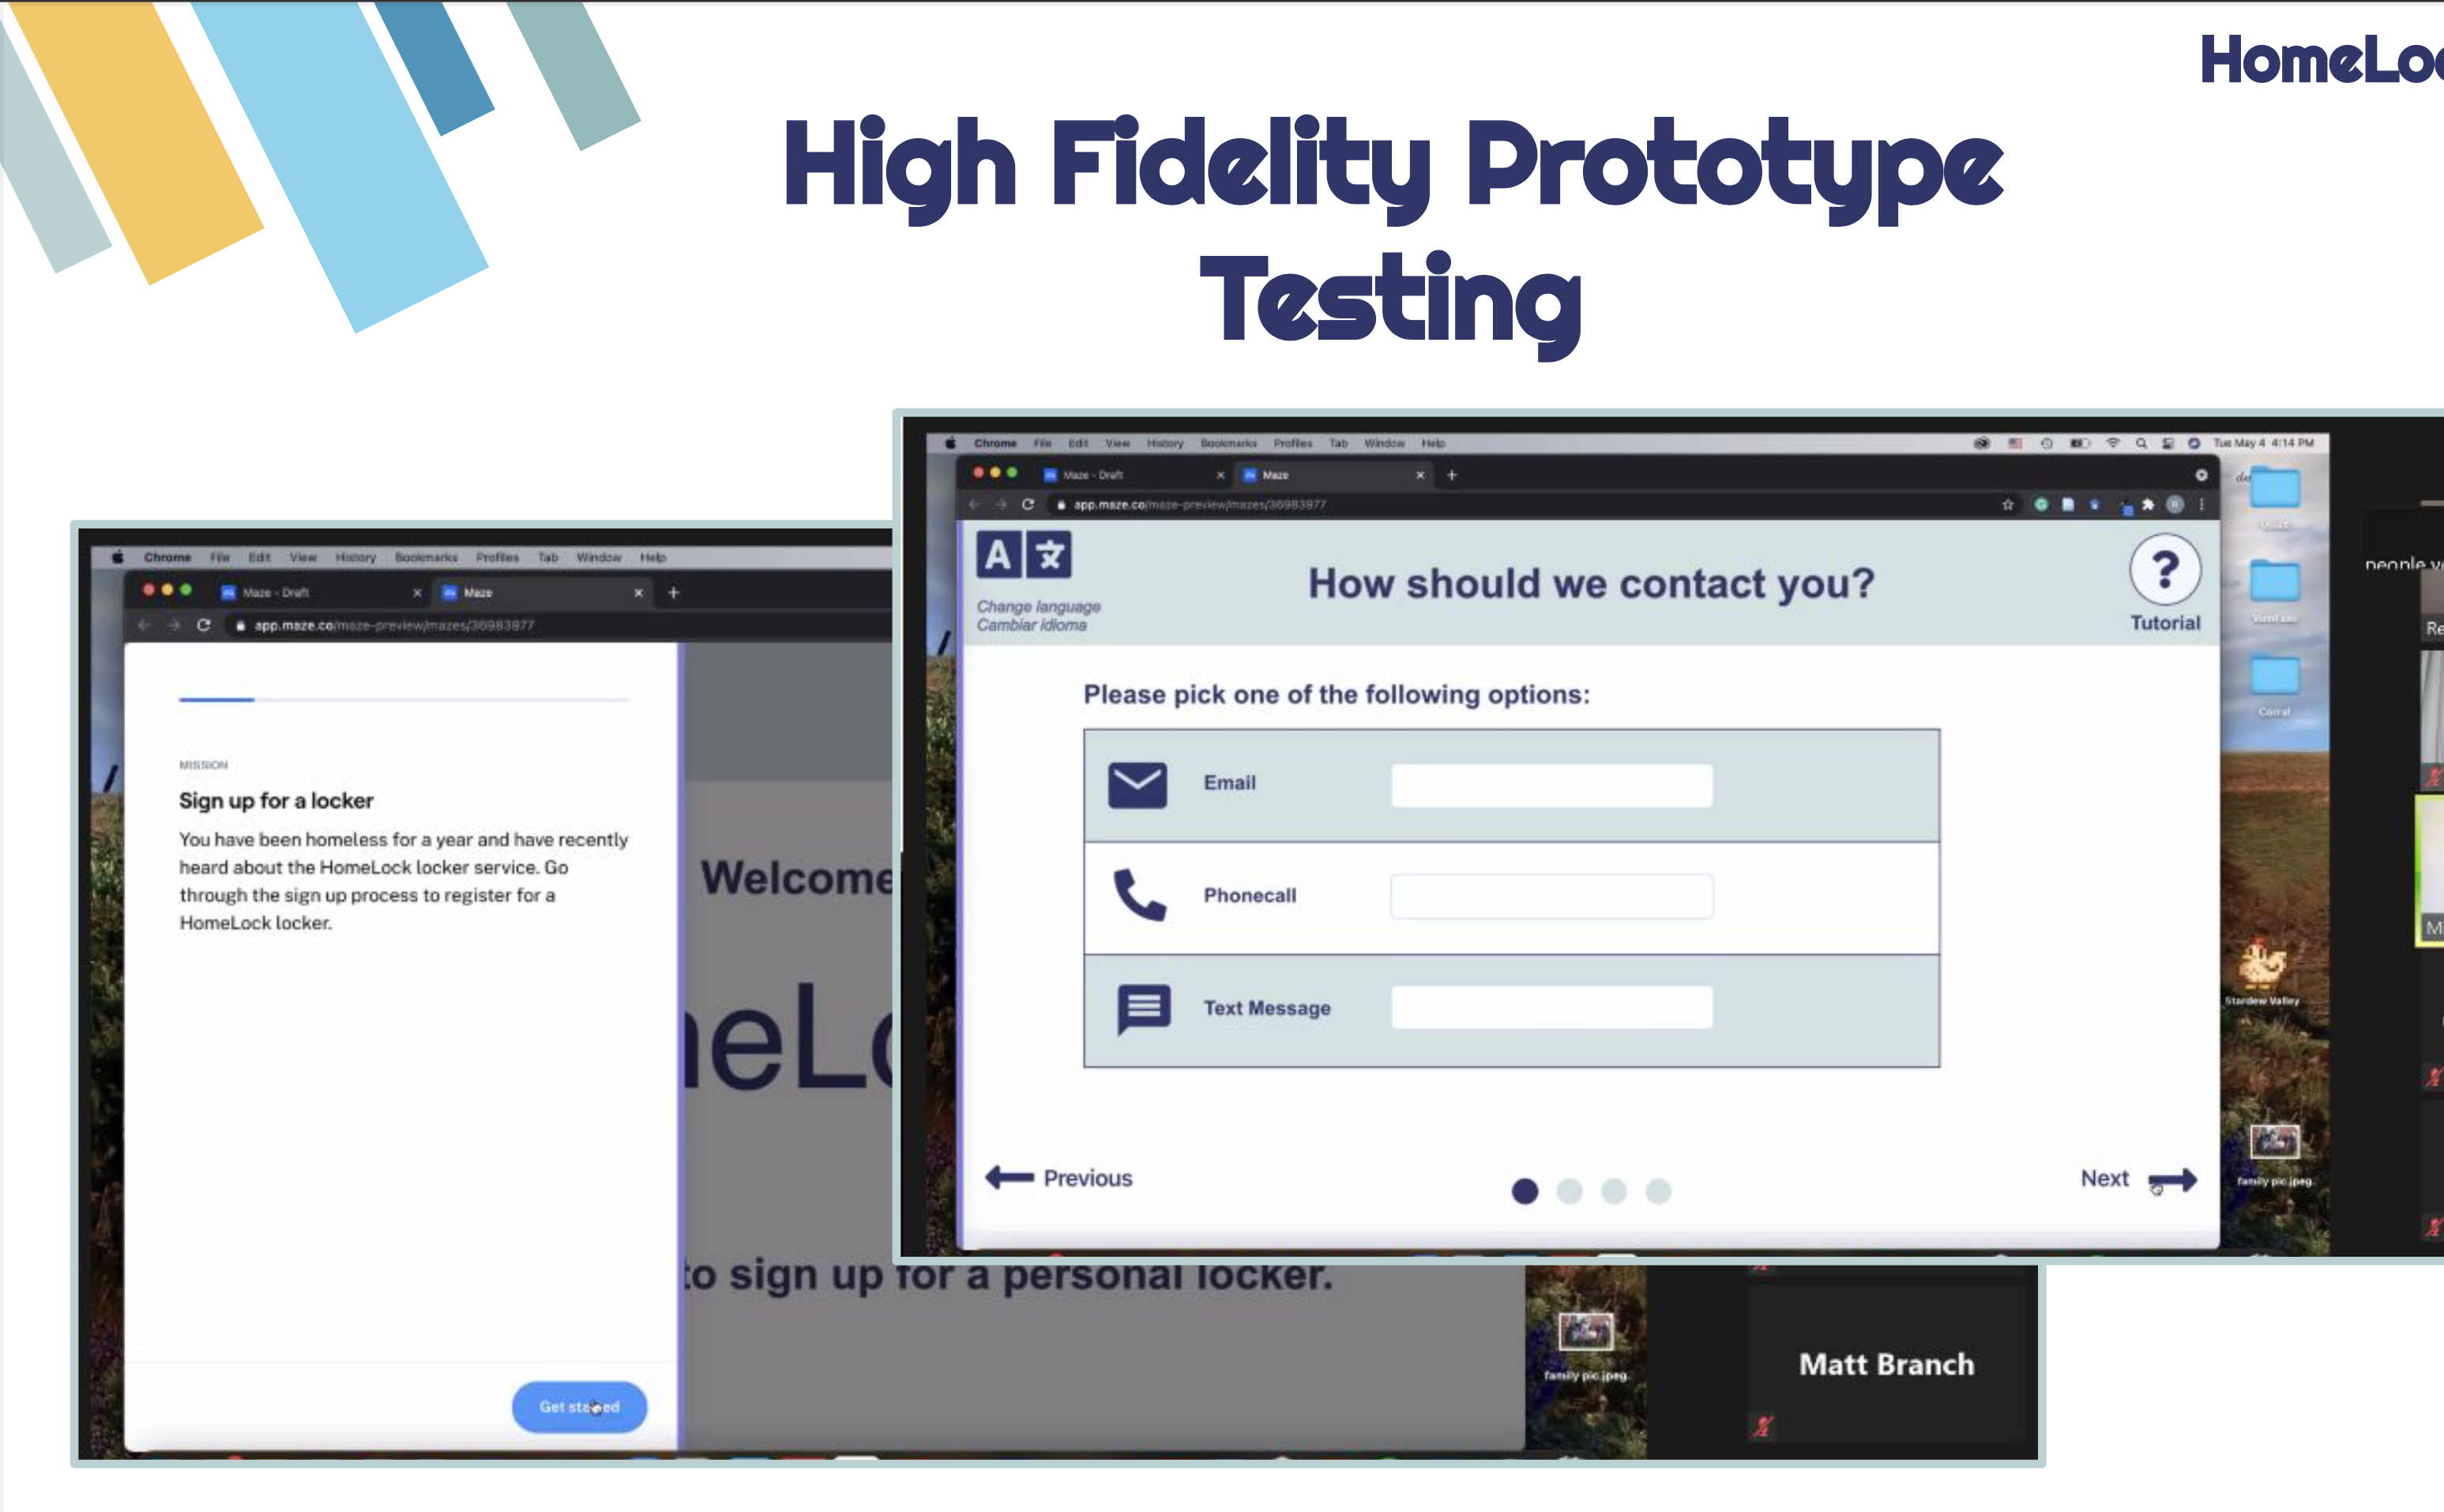 HomeLoc
High Fidelity Prototype
Testing
Chrome File Edit View History Bookmarks Profiles Tab Window Help
Tue May 4 4:14 PM
Maze - Draft
Maze
app.maze.co/maze-preview/mazes/36983977
A
Change language
Cambiar idioma
How should we contact you?
?
Tutorial
Please pick one of the following options:
Email
Phonecall
Text Message
Previous
Next
Corral
Stardew Valley
family pic.jpeg
people
Re
Chrome File Edit View History Bookmarks Profiles Tab Window Help
Maze - Draft
Maze
app.maze.co/maze-preview/mazes/36983977
MISSION
Sign up for a locker
You have been homeless for a year and have recently
heard about the HomeLock locker service. Go
through the sign up process to register for a
HomeLock locker.
Get started
Welcome
neLo
to sign up for a personal locker.
family pic.jpeg
Matt Branch